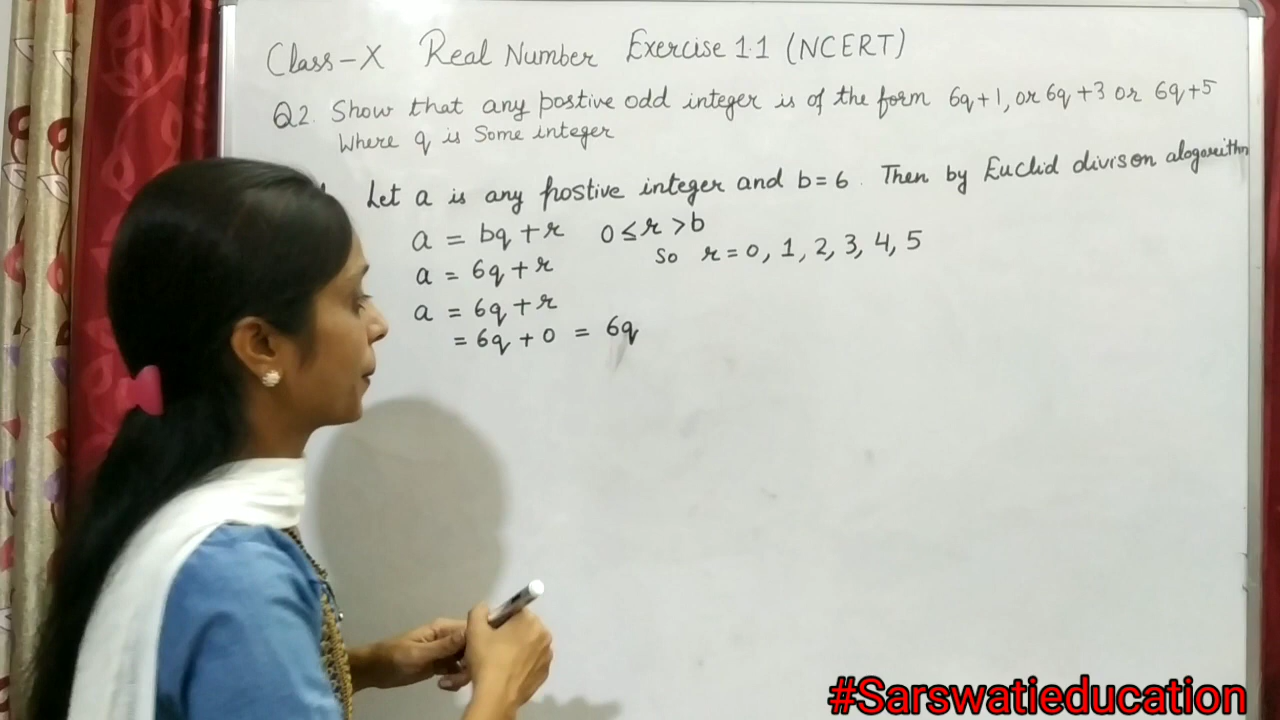 Class-X Real Number Exercise 1.1 (NCERT)
Q2. Show that any postive odd integer is of the form 6q+1, or 6q+3 or 6q+5
Where q is Some integer
Let a is any postive integer and b=6. Then by Euclid divison alogarithm
a = bq+r 0≤r>b
So r=0, 1, 2, 3, 4, 5
a = 6q+r
a = 6q+r
= 6q+0 = 6q
#Sarswatieducation